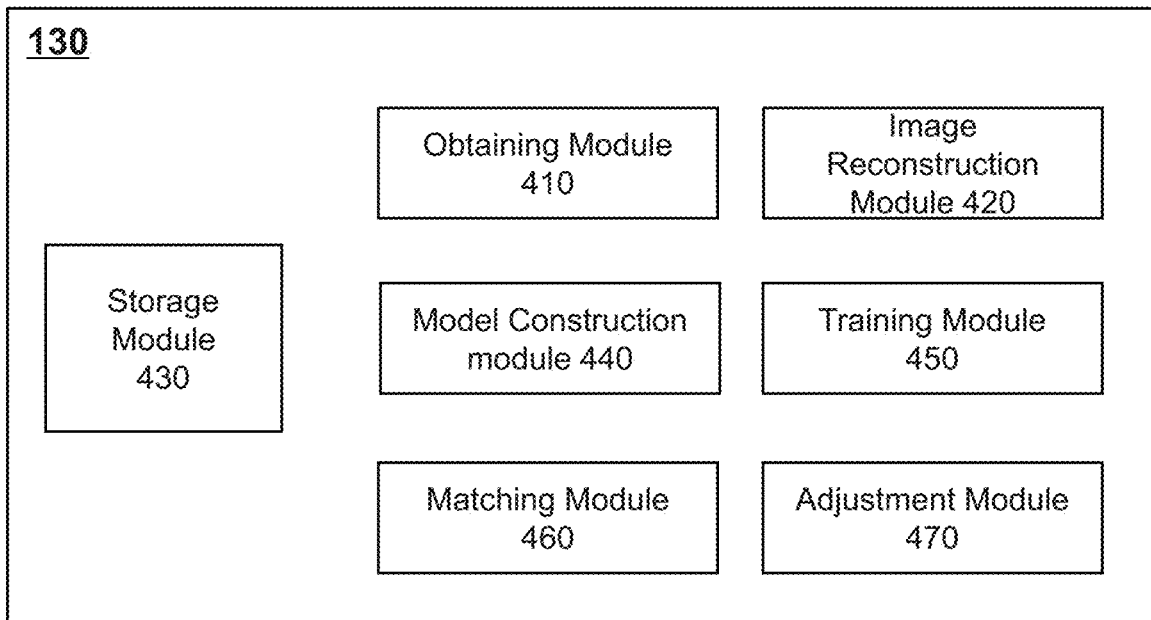 130
Obtaining Module
410
Image
Reconstruction
Module 420
Storage
Module
430
Model Construction
module 440
Training Module
450
Matching Module
460
Adjustment Module
470